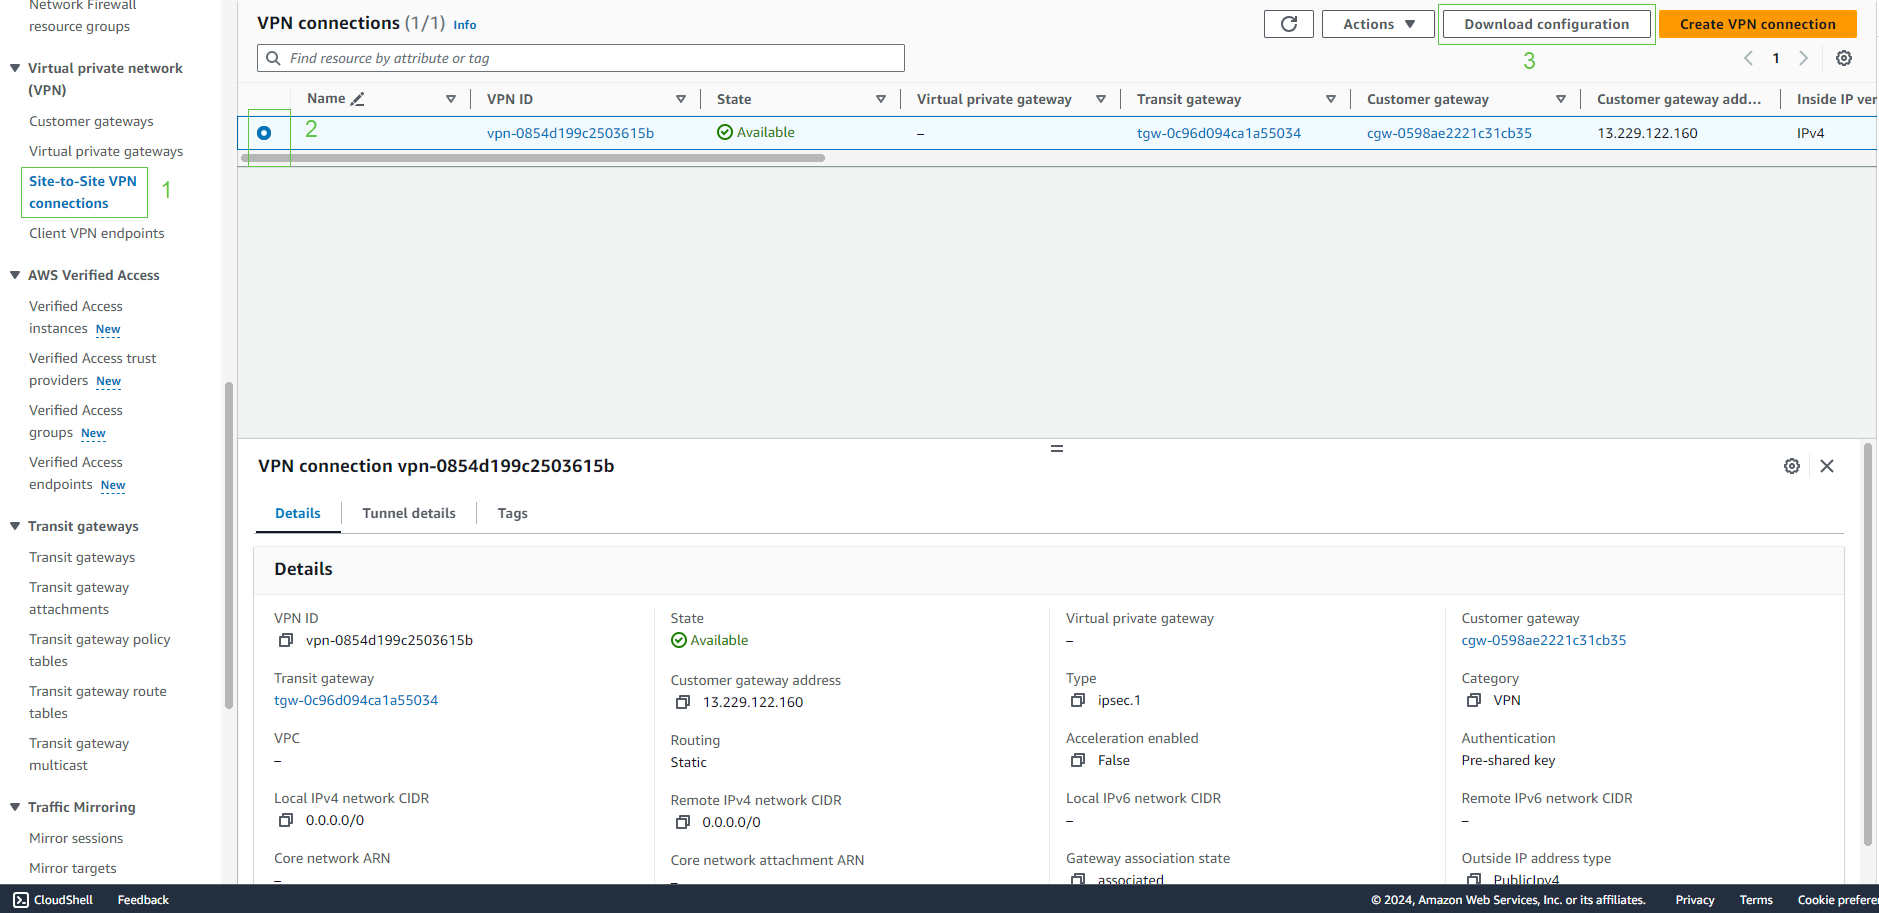 Network Firewall
resource groups
Virtual private network
(VPN)
Customer gateways
Virtual private gateways
Site-to-Site VPN
connections
1
Client VPN endpoints
AWS Verified Access
Verified Access
instances New
Verified Access trust
providers New
Verified Access
groups New
Verified Access
endpoints New
Transit gateways
Transit gateways
Transit gateway
attachments
Transit gateway policy
tables
Transit gateway route
tables
Transit gateway
multicast
Traffic Mirroring
Mirror sessions
Mirror targets
VPN connections (1/1) Info
Actions
Download configuration
Create VPN connection
Find resource by attribute or tag
3
1
Name VPN ID State Virtual private gateway Transit gateway Customer gateway Customer gateway add... Inside IP ver
2 vpn-0854d199c2503615b Available – tgw-0c96d094ca1a55034 cgw-0598ae2221c31cb35 13.229.122.160 IPv4
VPN connection vpn-0854d199c2503615b
Details Tunnel details Tags
Details
VPN ID
vpn-0854d199c2503615b
State
Available
Virtual private gateway
–
Customer gateway
cgw-0598ae2221c31cb35
Transit gateway
tgw-0c96d094ca1a55034
Customer gateway address
13.229.122.160
Type
ipsec.1
Category
VPN
VPC
–
Routing
Static
Acceleration enabled
False
Authentication
Pre-shared key
Local IPv4 network CIDR
0.0.0.0/0
Remote IPv4 network CIDR
0.0.0.0/0
Local IPv6 network CIDR
–
Remote IPv6 network CIDR
–
Core network ARN
–
Core network attachment ARN
–
Gateway association state
associated
Outside IP address type
PublicIpv4
CloudShell Feedback © 2024, Amazon Web Services, Inc. or its affiliates. Privacy Terms Cookie prefere